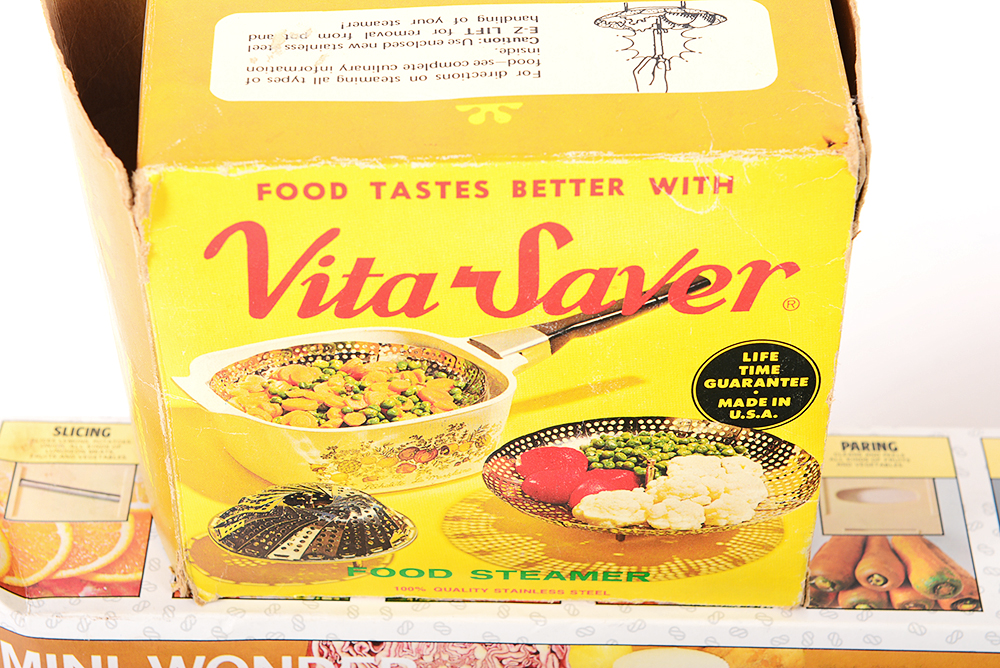 For directions on steaming all types of
food—see complete culinary information
inside.
Caution: Use enclosed new stainless steel
E-Z LIFT for removal from pot and
handling of your steamer!
FOOD TASTES BETTER WITH
Vita Saver®
LIFE
TIME
GUARANTEE
•
MADE IN
U.S.A.
FOOD STEAMER
100% QUALITY STAINLESS STEEL
SLICING
PARING
MINI WONDER